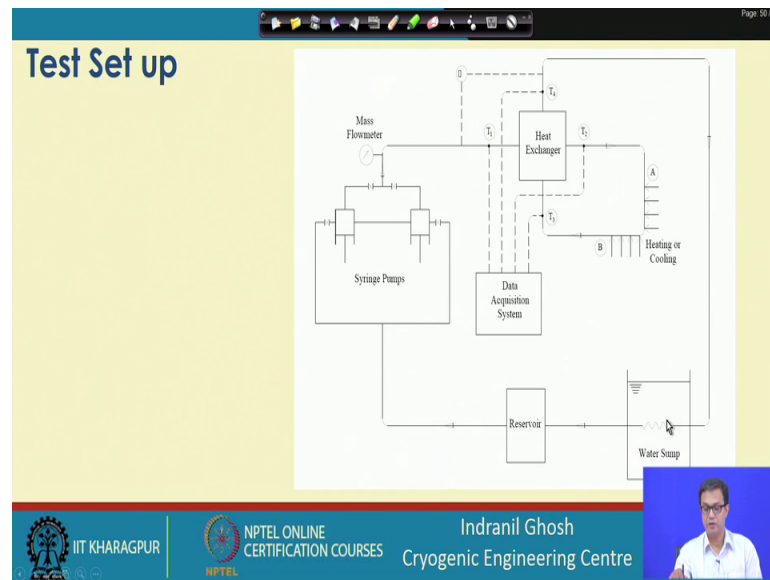 Page: 50 /
Test Set up
Mass
Flowmeter
T₁
Heat
Exchanger
T₂
T₄
A
T₃
B
Heating or
Cooling
Syringe Pumps
Data
Acquisition
System
Reservoir
Water Sump
IIT KHARAGPUR
NPTEL
NPTEL ONLINE
CERTIFICATION COURSES
Indranil Ghosh
Cryogenic Engineering Centre